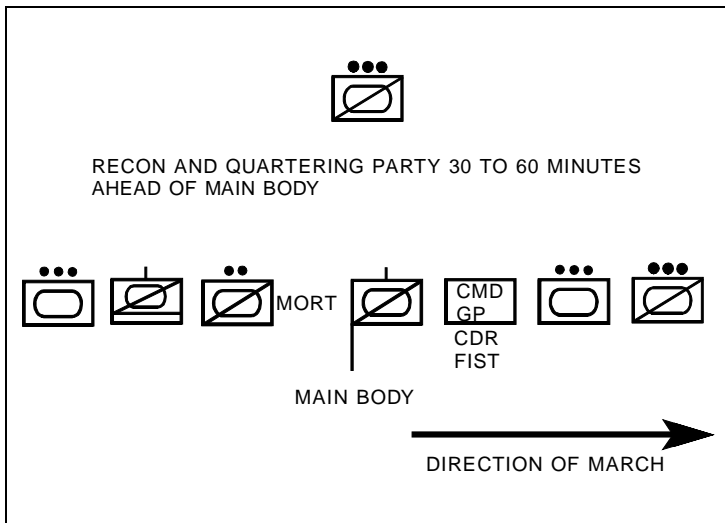 RECON AND QUARTERING PARTY 30 TO 60 MINUTES
AHEAD OF MAIN BODY
MORT
CMD
GP
CDR
FIST
MAIN BODY
DIRECTION OF MARCH